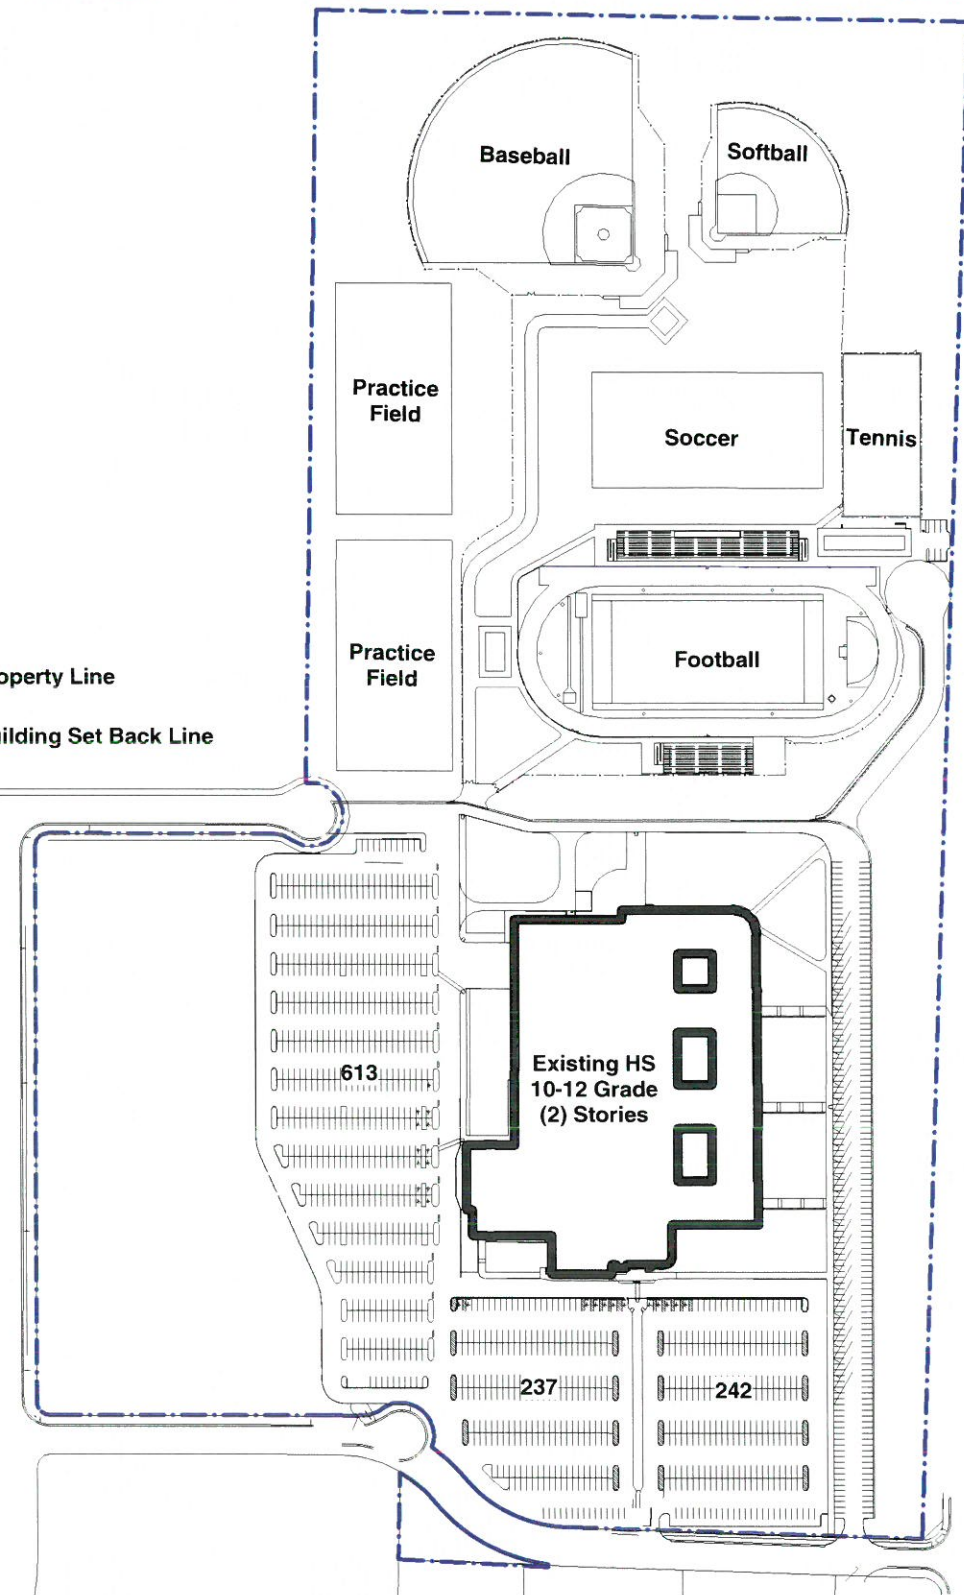 Baseball
Softball
Practice
Field
Soccer
Tennis
Practice
Field
Football
operty Line
ilding Set Back Line
613
Existing HS
10-12 Grade
(2) Stories
237
242